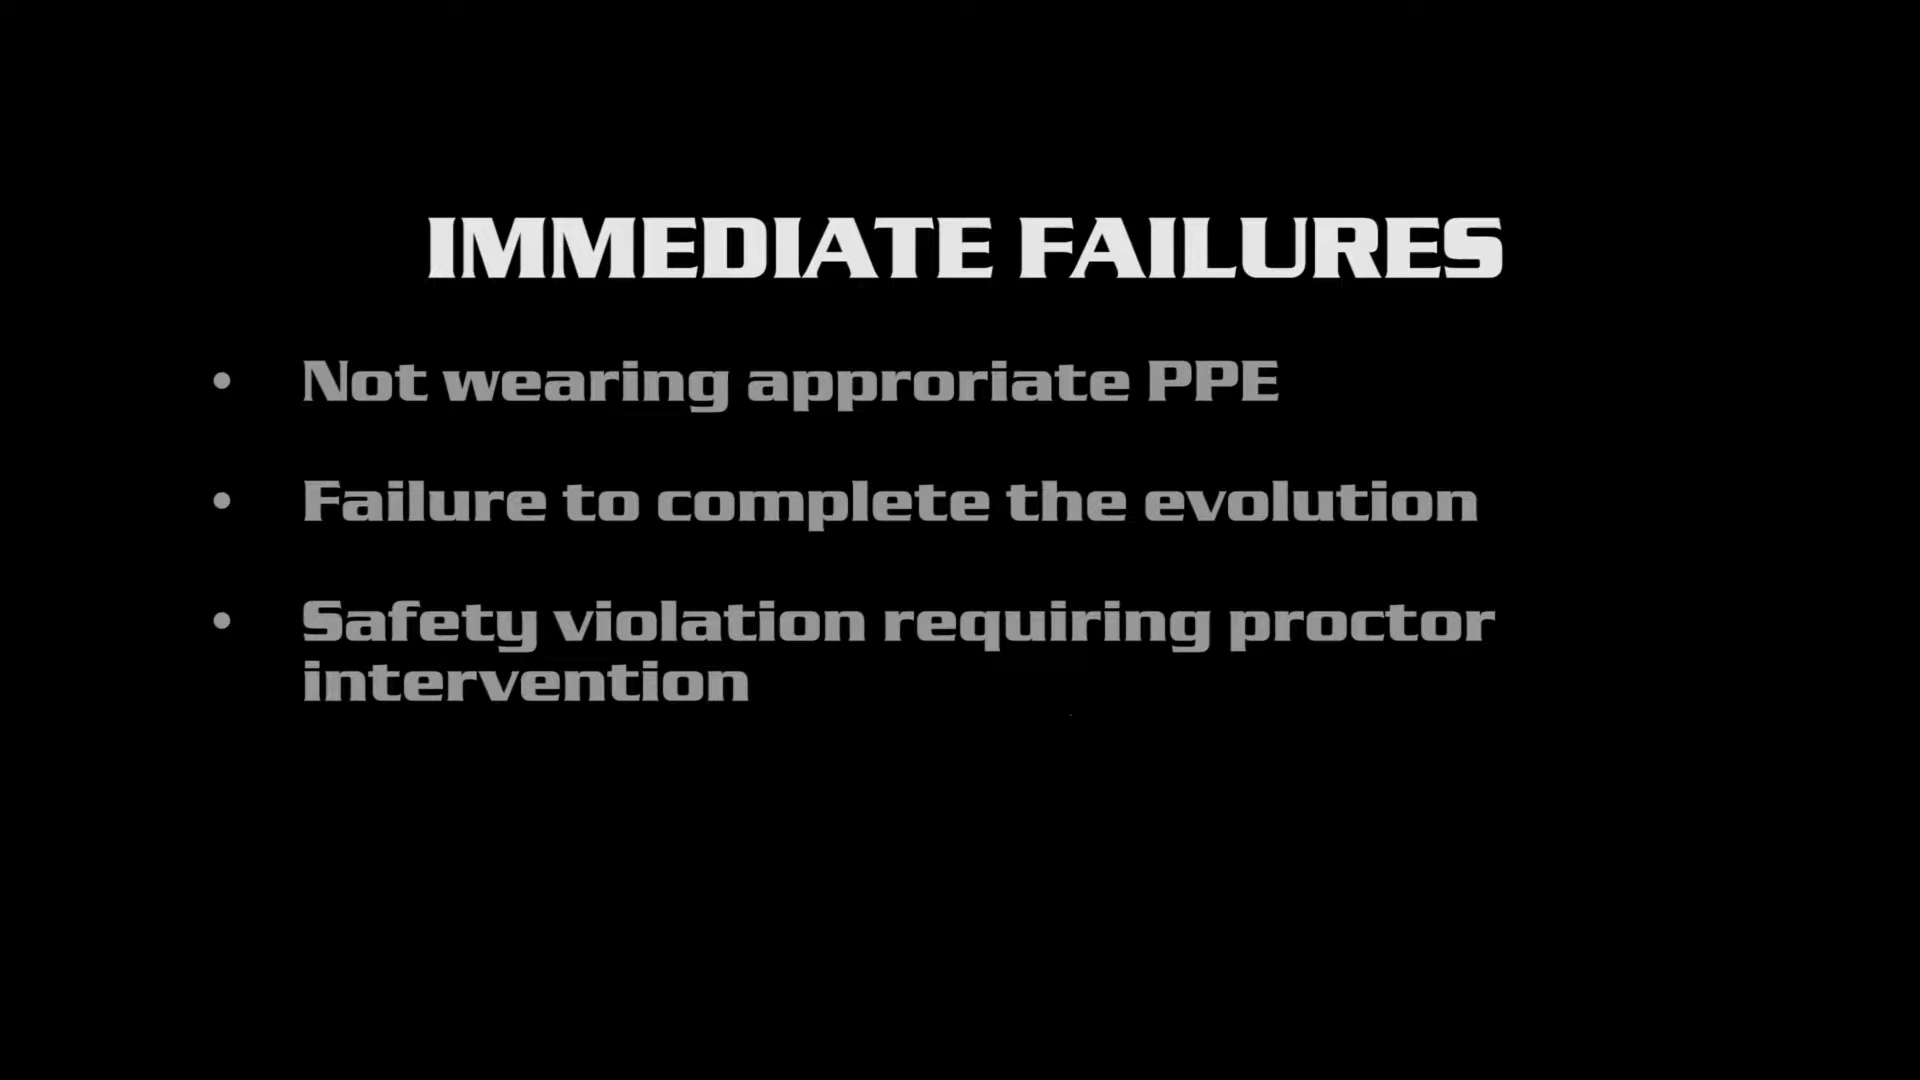 IMMEDIATE FAILURES
• Not wearing approriate PPE
• Failure to complete the evolution
• Safety violation requiring proctor
intervention